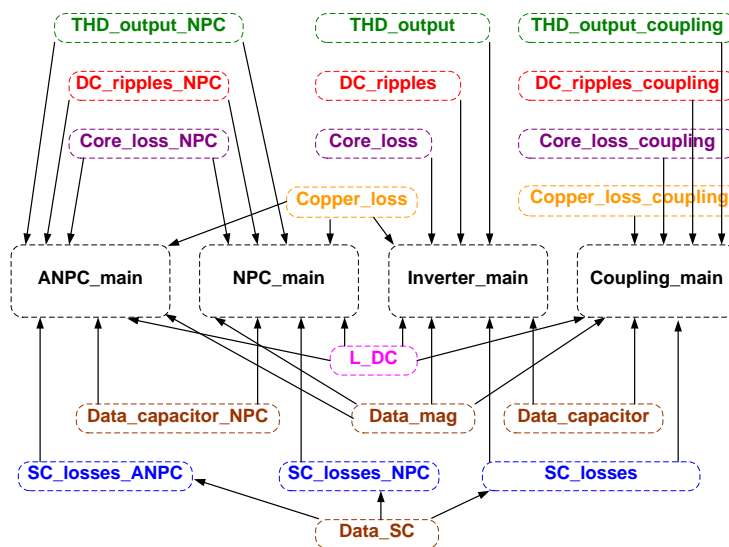 THD_output_NPC
THD_output
THD_output_coupling
DC_ripples_NPC
DC_ripples
DC_ripples_coupling
Core_loss_NPC
Core_loss
Core_loss_coupling
Copper_loss
Copper_loss_coupling
ANPC_main
NPC_main
Inverter_main
Coupling_main
L_DC
Data_capacitor_NPC
Data_mag
Data_capacitor
SC_losses_ANPC
SC_losses_NPC
SC_losses
Data_SC